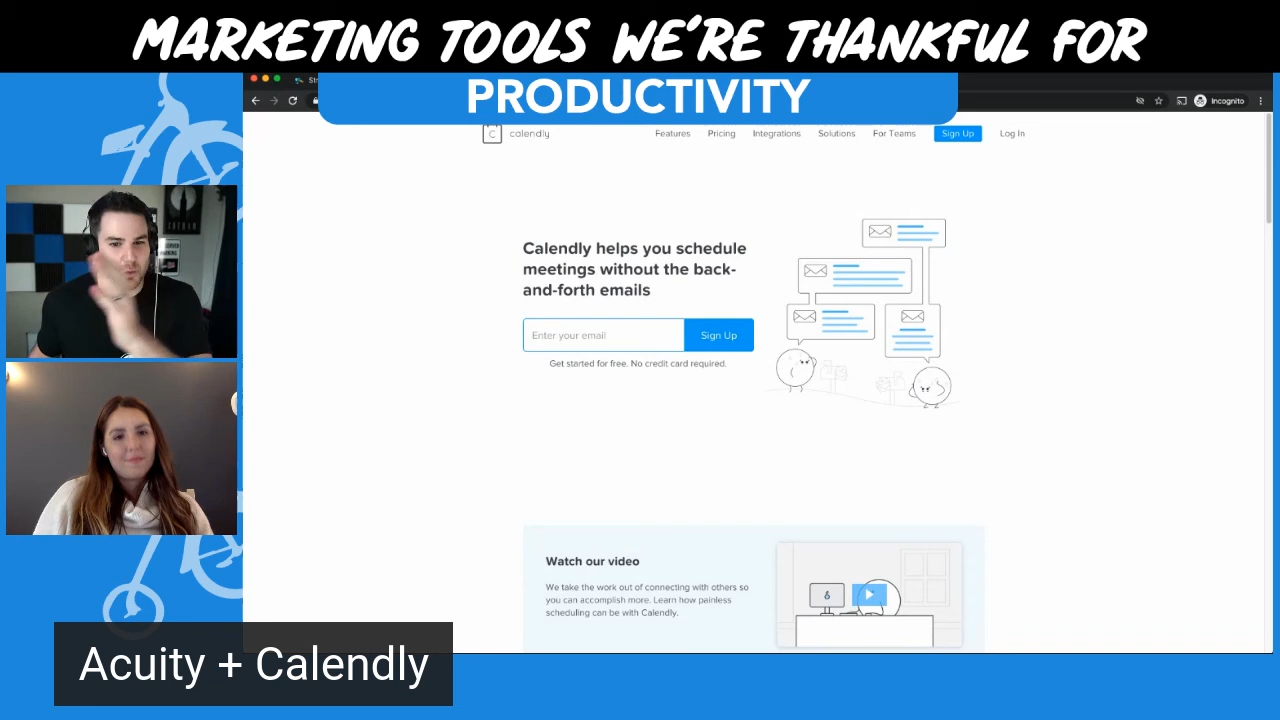 MARKETING TOOLS WE'RE THANKFUL FOR
PRODUCTIVITY
Incognito
C calendly
Features Pricing Integrations Solutions For Teams Sign Up Log In
Calendly helps you schedule
meetings without the back-
and-forth emails
Enter your email Sign Up
Get started for free. No credit card required.
Watch our video
We take the work out of connecting with others so
you can accomplish more. Learn how painless
scheduling can be with Calendly.
Acuity + Calendly